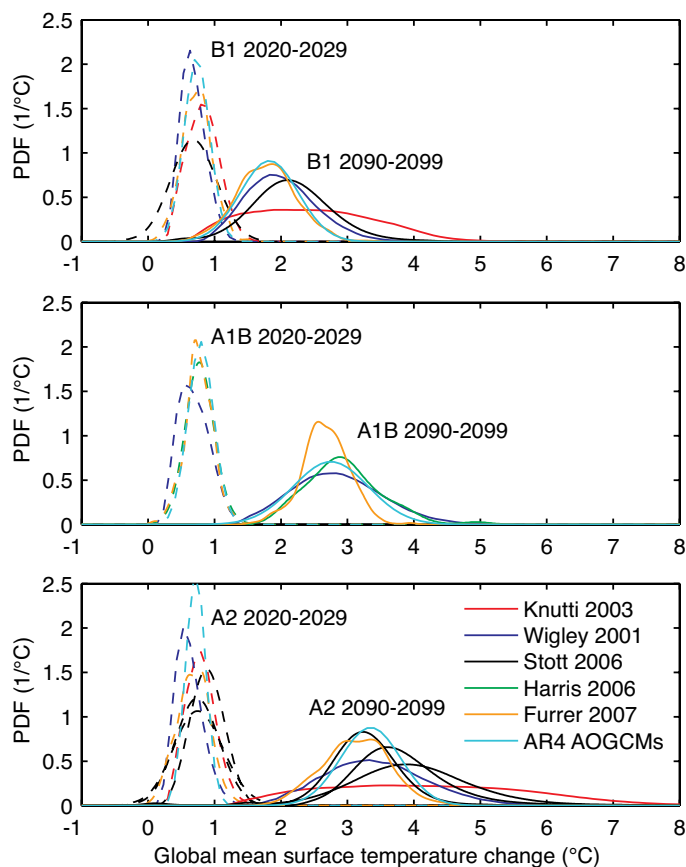 2.5
2
1.5
1
0.5
0
PDF (1/°C)
B1 2020-2029
B1 2090-2099
-1 0 1 2 3 4 5 6 7 8
2.5
2
1.5
1
0.5
0
PDF (1/°C)
A1B 2020-2029
A1B 2090-2099
-1 0 1 2 3 4 5 6 7 8
2.5
2
1.5
1
0.5
0
PDF (1/°C)
A2 2020-2029
A2 2090-2099
Knutti 2003
Wigley 2001
Stott 2006
Harris 2006
Furrer 2007
AR4 AOGCMs
-1 0 1 2 3 4 5 6 7 8
Global mean surface temperature change (°C)